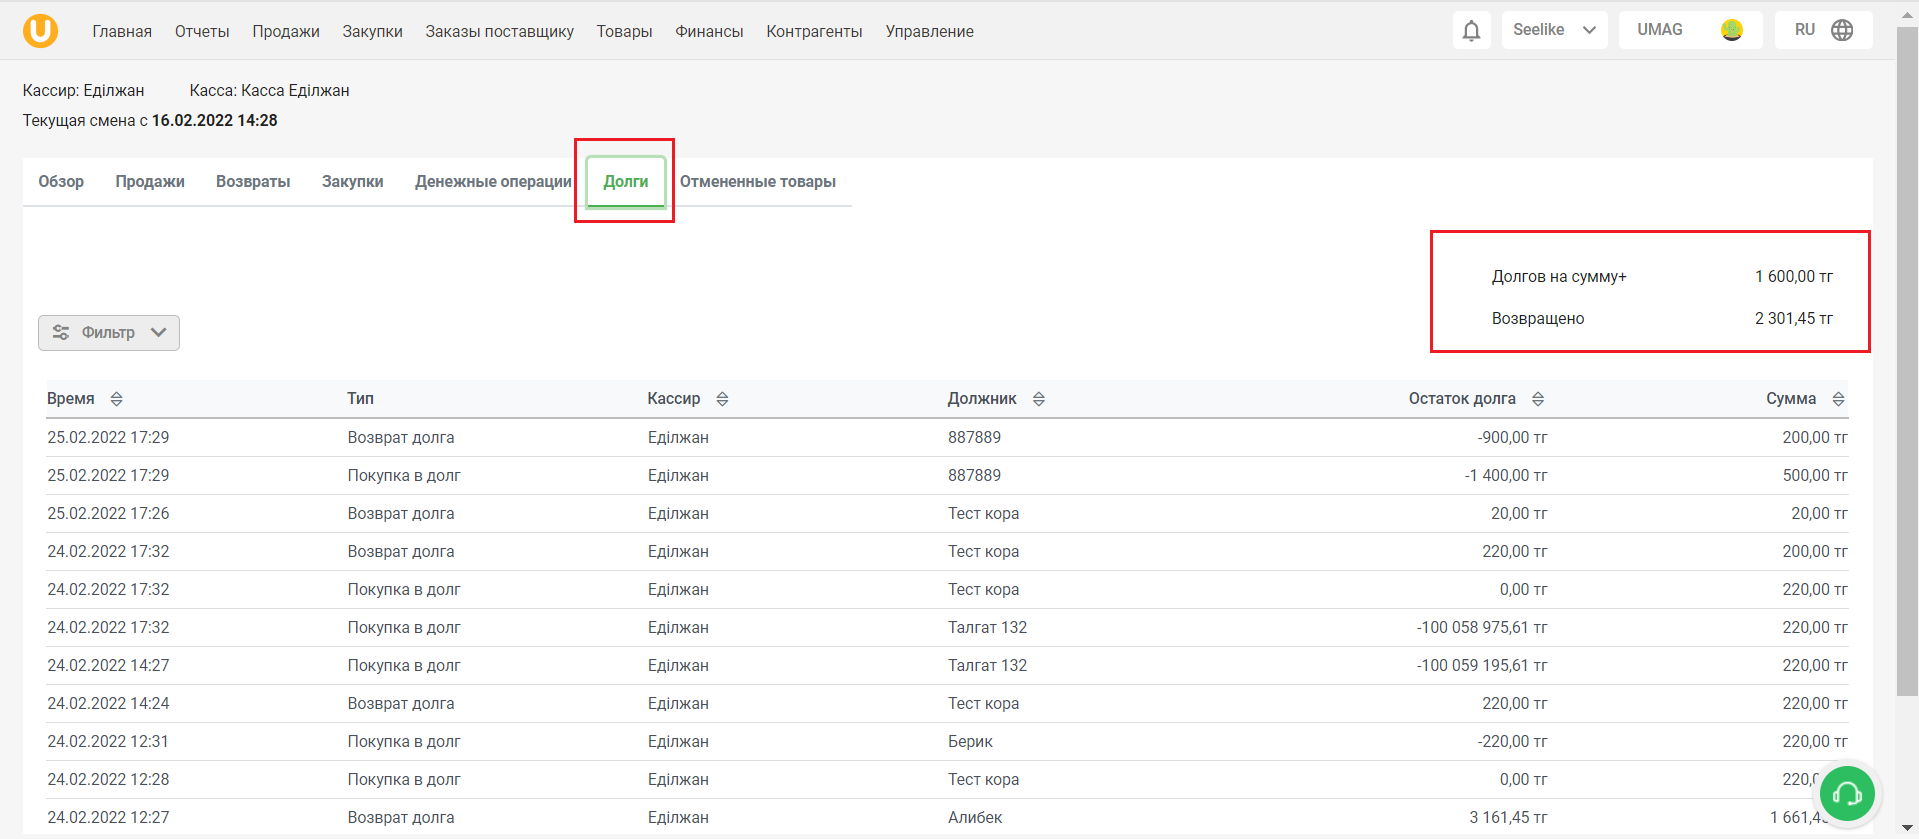 Главная Отчеты Продажи Закупки Заказы поставщику Товары Финансы Контрагенты Управление Seelike UMAG RU
Кассир: Еділжан Касса: Касса Еділжан
Текущая смена с 16.02.2022 14:28
Обзор Продажи Возвраты Закупки Денежные операции Долги Отмененные товары
Долгов на сумму+ 1 600,00 тг
Возвращено 2 301,45 тг
Фильтр
Время Тип Кассир Должник Остаток долга Сумма
25.02.2022 17:29 Возврат долга Еділжан 887889 -900,00 тг 200,00 тг
25.02.2022 17:29 Покупка в долг Еділжан 887889 -1 400,00 тг 500,00 тг
25.02.2022 17:26 Возврат долга Еділжан Тест кора 20,00 тг 20,00 тг
24.02.2022 17:32 Возврат долга Еділжан Тест кора 220,00 тг 200,00 тг
24.02.2022 17:32 Покупка в долг Еділжан Тест кора 0,00 тг 220,00 тг
24.02.2022 17:32 Покупка в долг Еділжан Талгат 132 -100 058 975,61 тг 220,00 тг
24.02.2022 14:27 Покупка в долг Еділжан Талгат 132 -100 059 195,61 тг 220,00 тг
24.02.2022 14:24 Возврат долга Еділжан Тест кора 220,00 тг 220,00 тг
24.02.2022 12:31 Покупка в долг Еділжан Берик -220,00 тг 220,00 тг
24.02.2022 12:28 Покупка в долг Еділжан Тест кора 0,00 тг
24.02.2022 12:27 Возврат долга Еділжан Алибек 3 161,45 тг